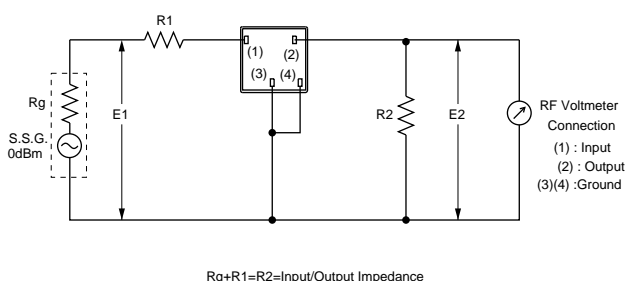 R1
(1)
(2)
(3)
(4)
Rg
E1
R2
E2
S.S.G.
0dBm
RF Voltmeter
Connection
(1) : Input
(2) : Output
(3)(4) :Ground
Rg+R1=R2=Input/Output Impedance